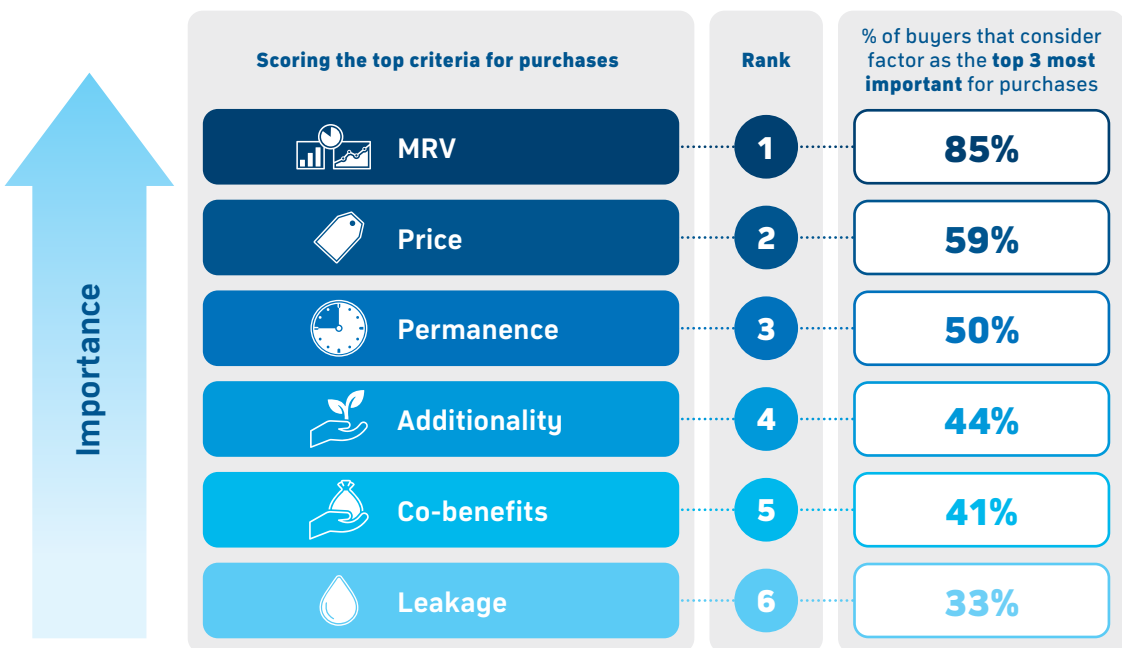 Scoring the top criteria for purchases
Rank
% of buyers that consider
factor as the top 3 most
important for purchases
Importance
MRV 1 85%
Price 2 59%
Permanence 3 50%
Additionality 4 44%
Co-benefits 5 41%
Leakage 6 33%